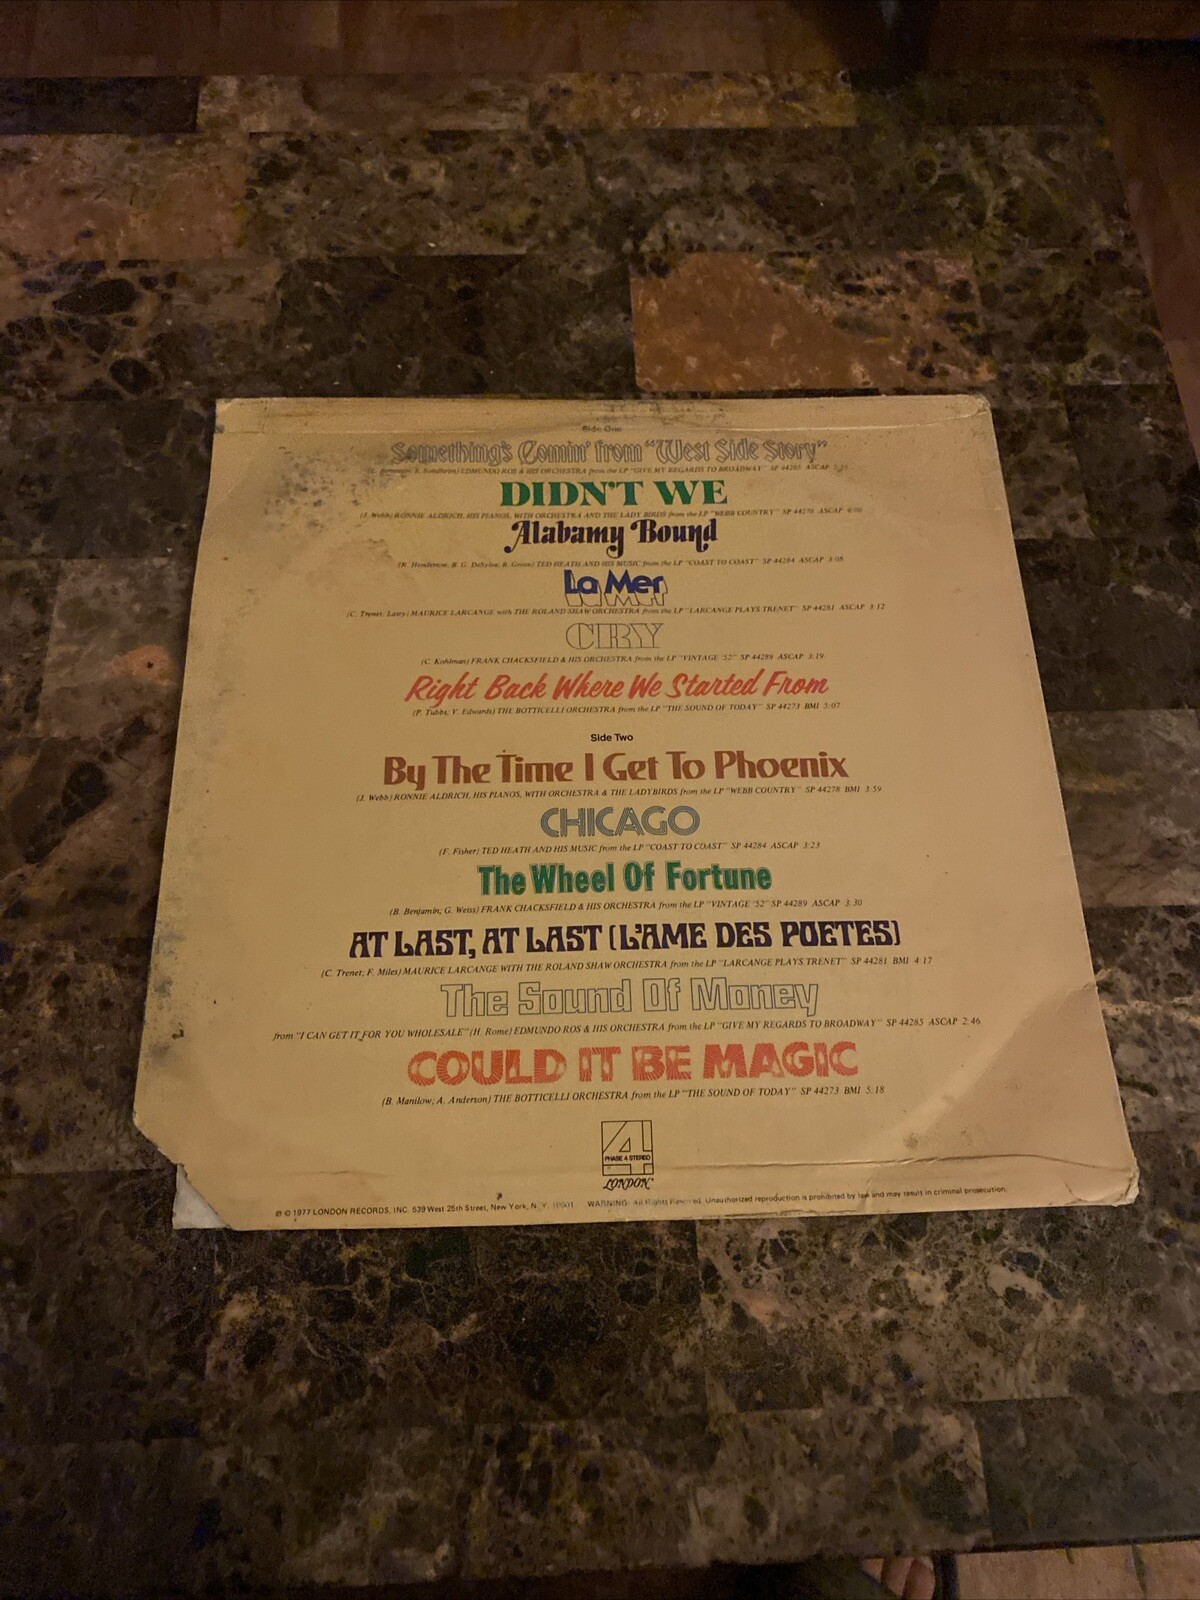 Side One
Something's Comin' from "West Side Story"
EDMUNDO ROS & HIS ORCHESTRA from the LP "GIVE MY REGARDS TO BROADWAY" SP 44285 ASCAP
DIDN'T WE
(J. Webb) RONNIE ALDRICH, HIS PIANOS, WITH ORCHESTRA AND THE LADY BIRDS from the LP "WEBB COUNTRY" SP 44278 ASCAP
Alabamy Bound
(R. Henderson; B. G. DeSylva; B. Green) TED HEATH AND HIS MUSIC from the LP "COAST TO COAST" SP 44284 ASCAP 3:08
La Mer
(C. Trenet; Lasry) MAURICE LARCANGE with THE ROLAND SHAW ORCHESTRA from the LP "LARCANGE PLAYS TRENET" SP 44281 ASCAP 3:12
CRY
(C. Kohlman) FRANK CHACKSFIELD & HIS ORCHESTRA from the LP "VINTAGE '52" SP 44289 ASCAP 3:19
Right Back Where We Started From
(P. Tubbs; V. Edwards) THE BOTTICELLI ORCHESTRA from the LP "THE SOUND OF TODAY" SP 44273 BMI 5:07
Side Two
By The Time I Get To Phoenix
(J. Webb) RONNIE ALDRICH, HIS PIANOS, WITH ORCHESTRA & THE LADYBIRDS from the LP "WEBB COUNTRY" SP 44278 BMI 3:59
CHICAGO
(F. Fisher) TED HEATH AND HIS MUSIC from the LP "COAST TO COAST" SP 44284 ASCAP 3:23
The Wheel Of Fortune
(B. Benjamin; G. Weiss) FRANK CHACKSFIELD & HIS ORCHESTRA from the LP "VINTAGE '52" SP 44289 ASCAP 3:30
AT LAST, AT LAST (L'AME DES POETES)
(C. Trenet; F. Miles) MAURICE LARCANGE WITH THE ROLAND SHAW ORCHESTRA from the LP "LARCANGE PLAYS TRENET" SP 44281 BMI 4:17
The Sound Of Money
from "I CAN GET IT FOR YOU WHOLESALE" (H. Rome) EDMUNDO ROS & HIS ORCHESTRA from the LP "GIVE MY REGARDS TO BROADWAY" SP 44285 ASCAP 2:46
COULD IT BE MAGIC
(B. Manilow; A. Anderson) THE BOTTICELLI ORCHESTRA from the LP "THE SOUND OF TODAY" SP 44273 BMI 5:18
4
PHASE 4 STEREO
LONDON
℗ © 1977 LONDON RECORDS, INC. 539 West 25th Street, New York, N. Y. 10001 WARNING: All Rights Reserved. Unauthorized reproduction is prohibited by law and may result in criminal prosecution.